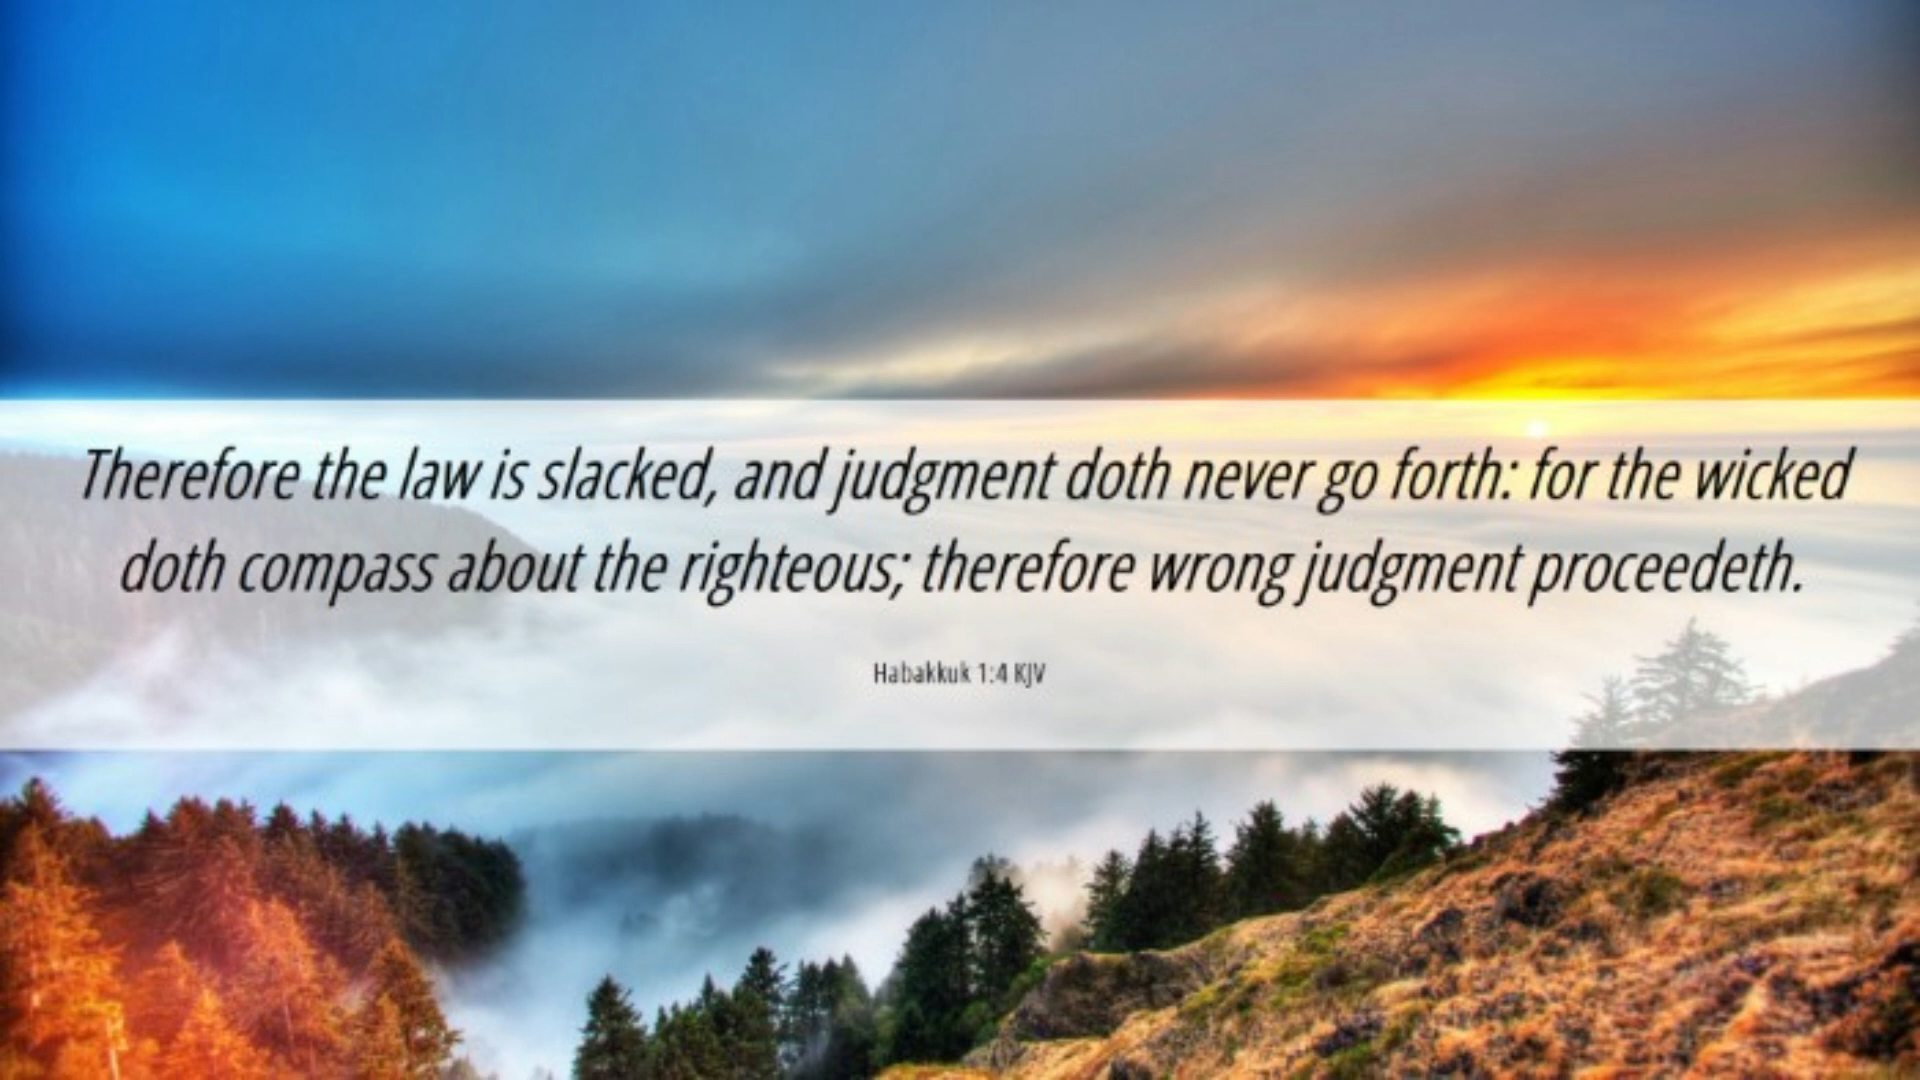 Therefore the law is slacked, and judgment doth never go forth: for the wicked
doth compass about the righteous; therefore wrong judgment proceedeth.
Habakkuk 1:4 KJV